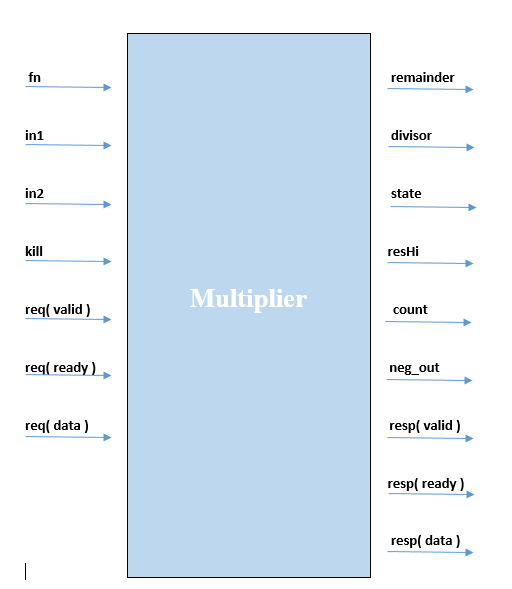 fn
in1
in2
kill
req( valid )
req( ready )
req( data )
Multiplier
remainder
divisor
state
resHi
count
neg_out
resp( valid )
resp( ready )
resp( data )